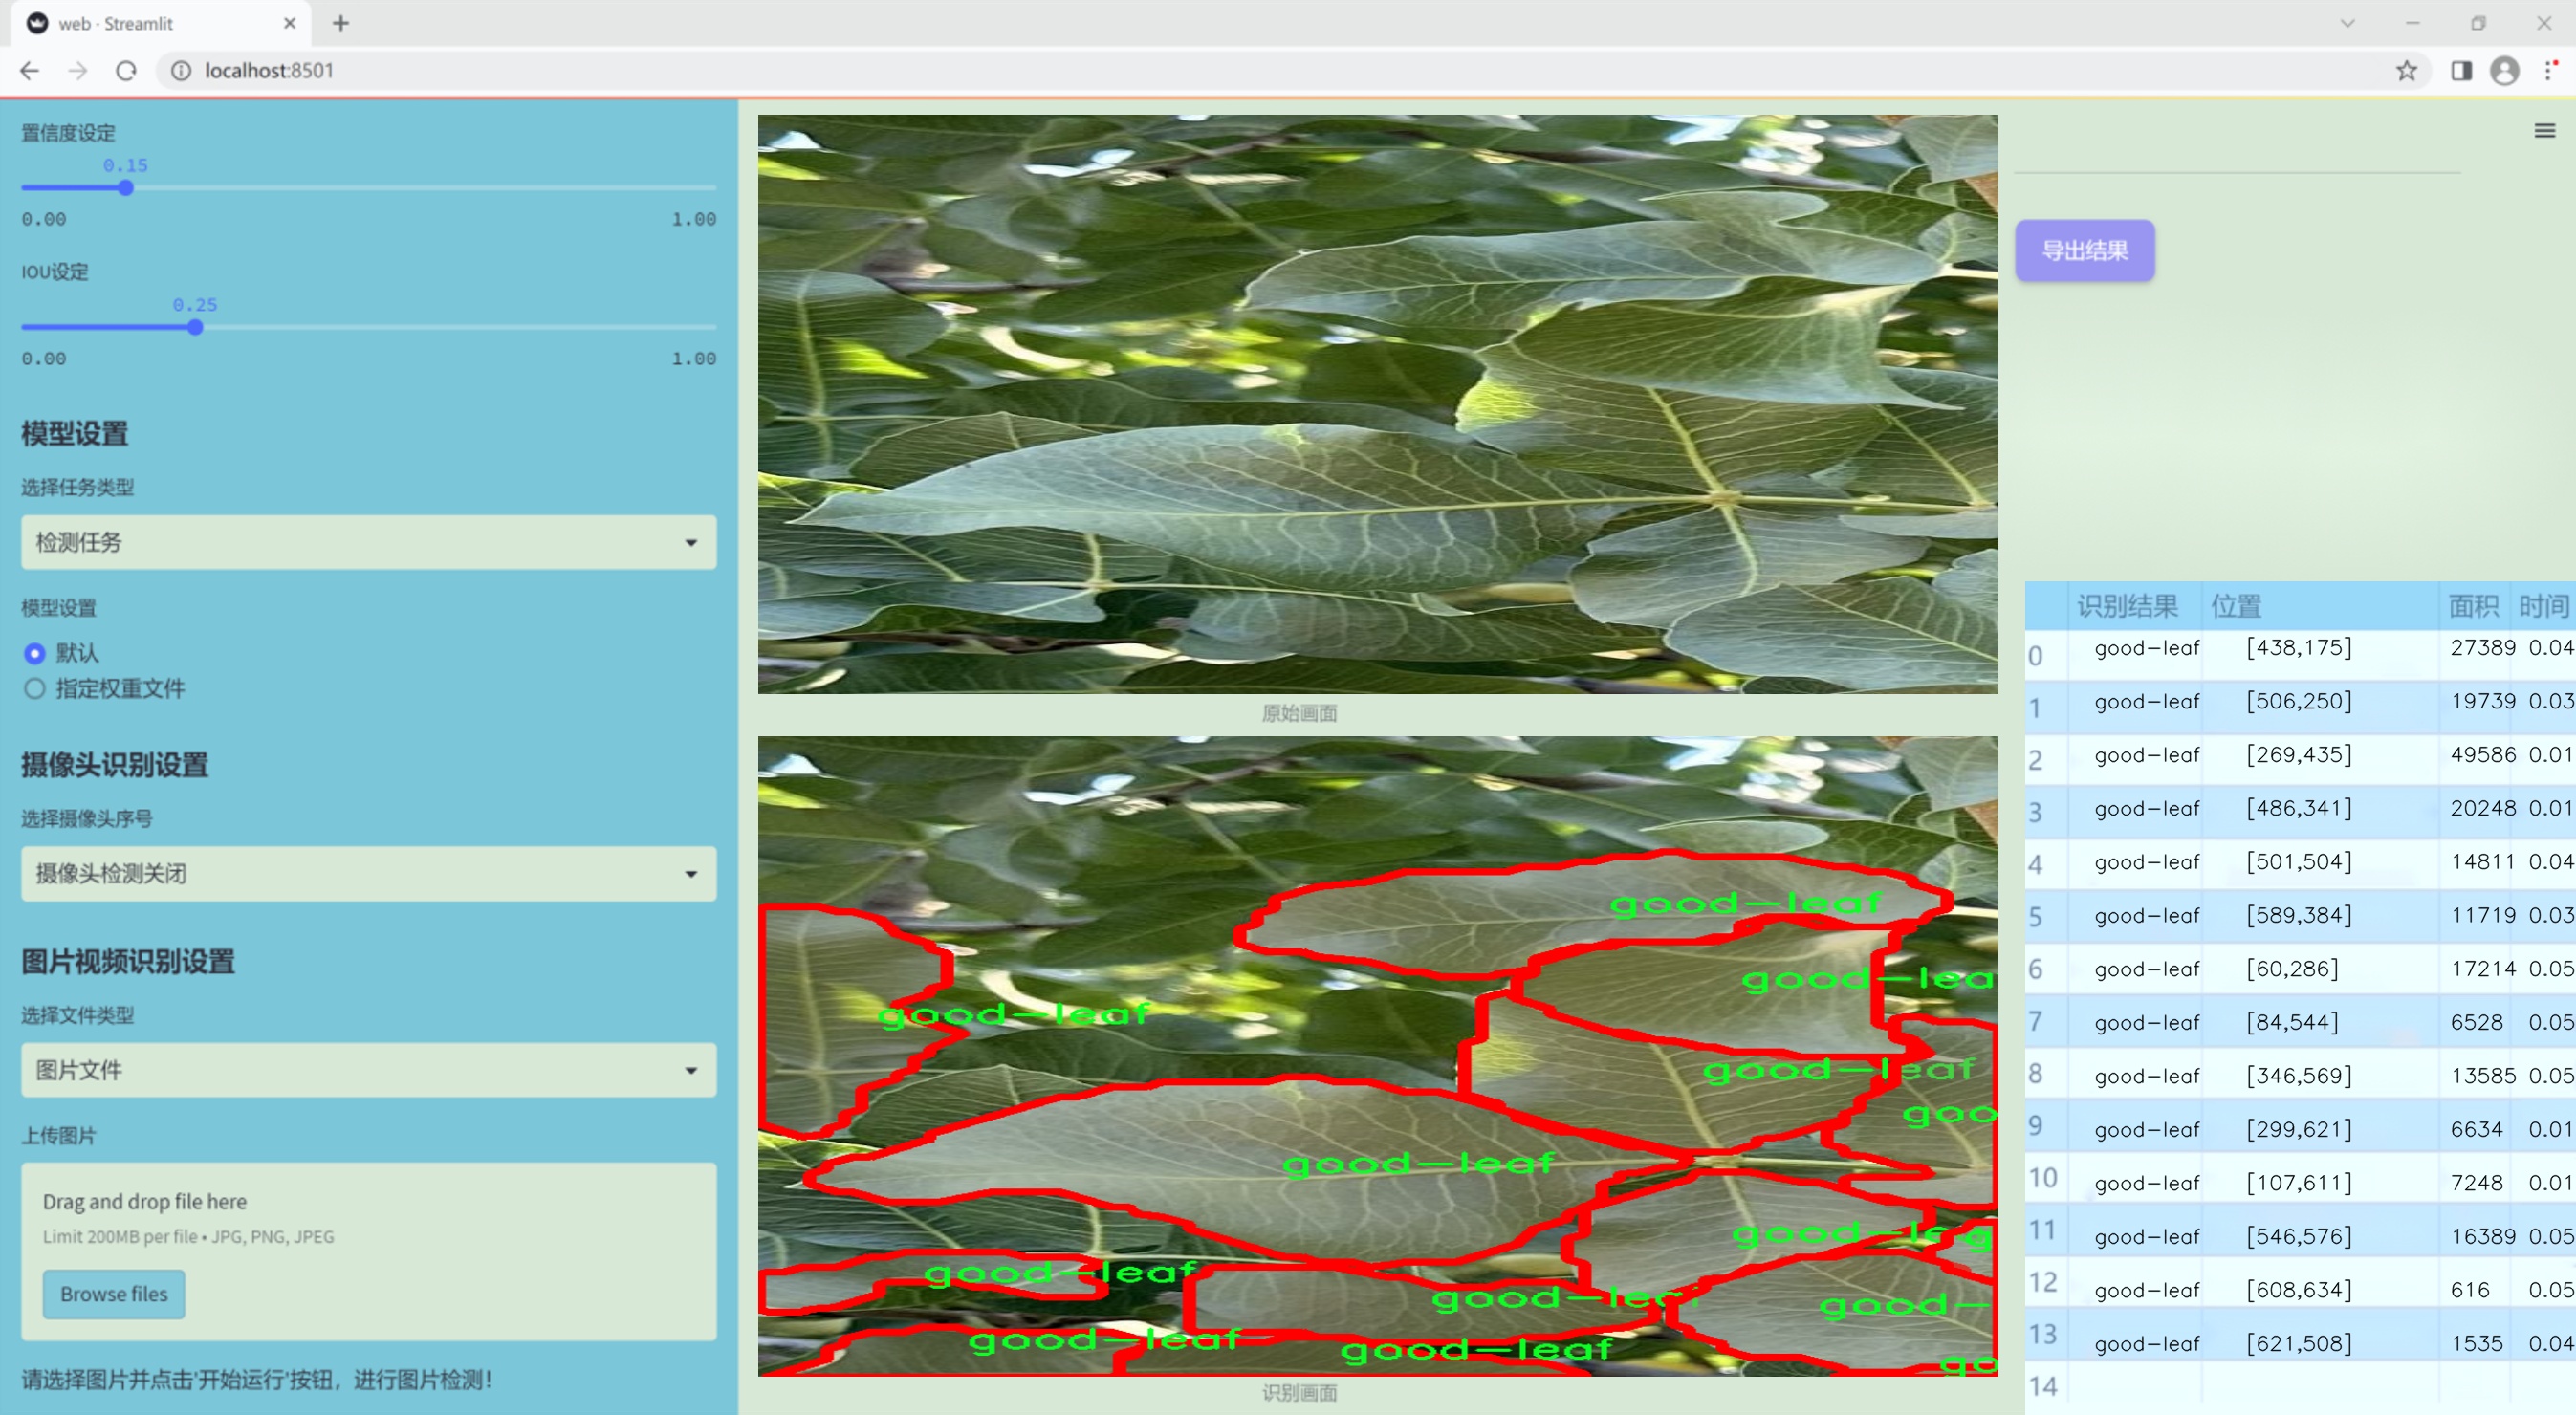 web · Streamlit
localhost:8501
置信度设定
0.15
0.00 1.00
IOU设定
0.25
0.00 1.00
模型设置
选择任务类型
检测任务
模型设置
默认
指定权重文件
摄像头识别设置
选择摄像头序号
摄像头检测关闭
图片视频识别设置
选择文件类型
图片文件
上传图片
Drag and drop file here
Limit 200MB per file • JPG, PNG, JPEG
Browse files
请选择图片并点击'开始运行'按钮，进行图片检测！
原始画面
good-leaf
good-lea
good-leaf
good-leaf
goo
good-leaf
good-le
g
good-leaf
good-leaf
good-
good-leaf
good-leaf
go
识别画面
导出结果
识别结果 位置 面积 时间
0 good-leaf [438,175] 27389 0.04
1 good-leaf [506,250] 19739 0.03
2 good-leaf [269,435] 49586 0.01
3 good-leaf [486,341] 20248 0.01
4 good-leaf [501,504] 14811 0.04
5 good-leaf [589,384] 11719 0.03
6 good-leaf [60,286] 17214 0.05
7 good-leaf [84,544] 6528 0.05
8 good-leaf [346,569] 13585 0.05
9 good-leaf [299,621] 6634 0.01
10 good-leaf [107,611] 7248 0.01
11 good-leaf [546,576] 16389 0.05
12 good-leaf [608,634] 616 0.05
13 good-leaf [621,508] 1535 0.04
14